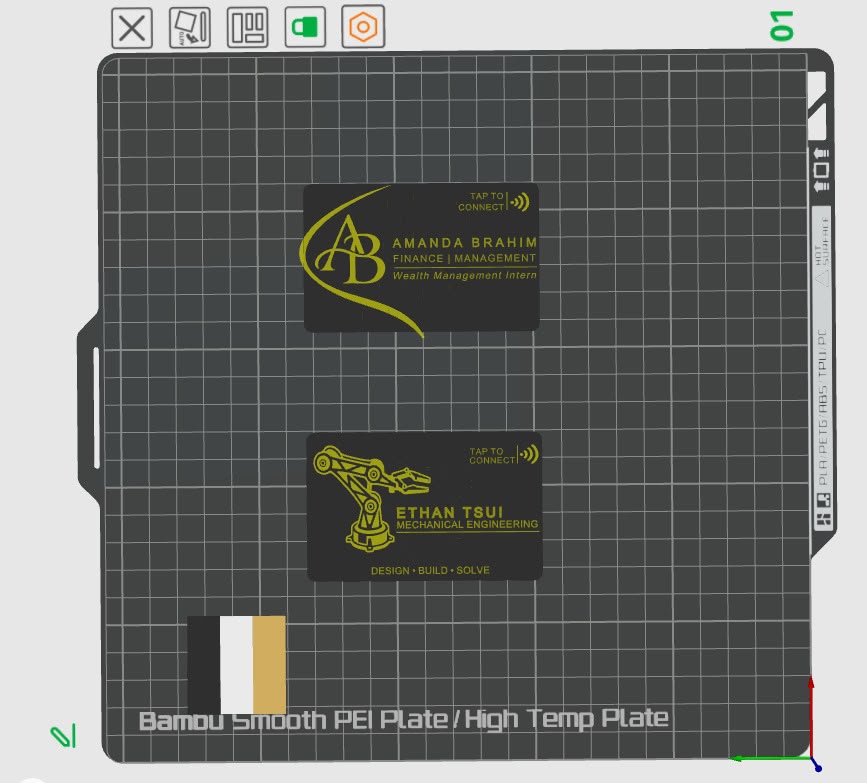 AUTO
01
TAP TO
CONNECT
AMANDA BRAHIM
FINANCE | MANAGEMENT
Wealth Management Intern
AB
HOT
SURFACE
PLA/PETG/ABS/TPU/PC
TAP TO
CONNECT
ETHAN TSUI
MECHANICAL ENGINEERING
DESIGN • BUILD • SOLVE
Bambu Smooth PEI Plate / High Temp Plate